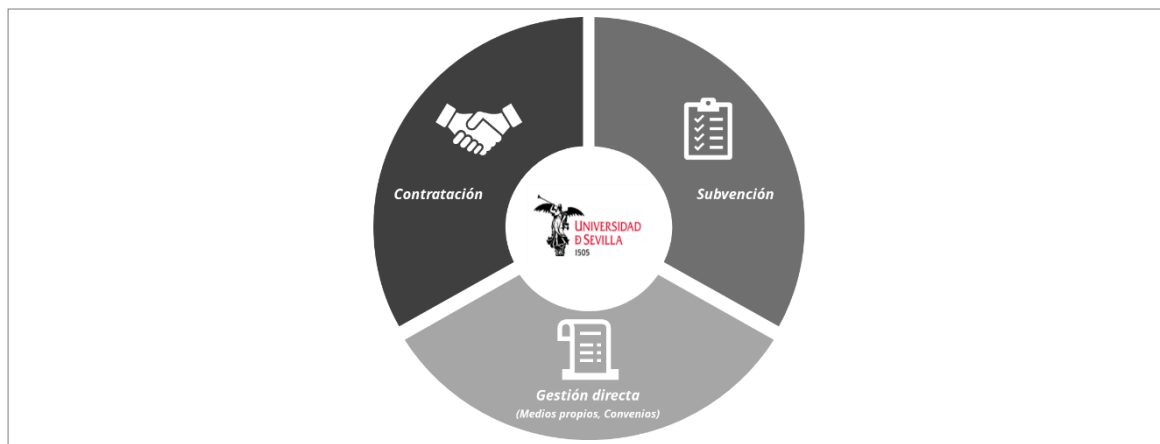 Contratación
Subvención
UNIVERSIDAD
D SEVILLA
1505
Gestión directa
(Medios propios, Convenios)